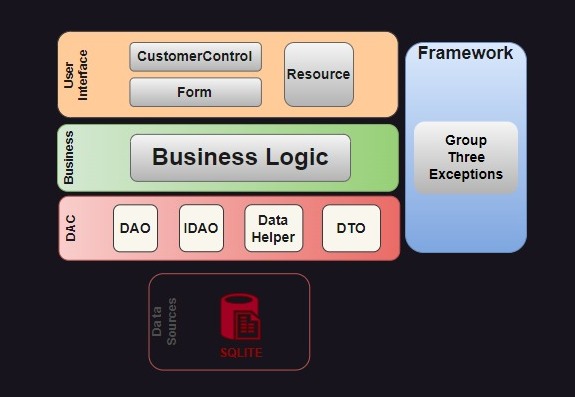 User
Interface
CustomerControl
Form
Resource
Framework
Group
Three
Exceptions
Business
Business Logic
DAC
DAO
IDAO
Data
Helper
DTO
Data
Sources
SQLITE